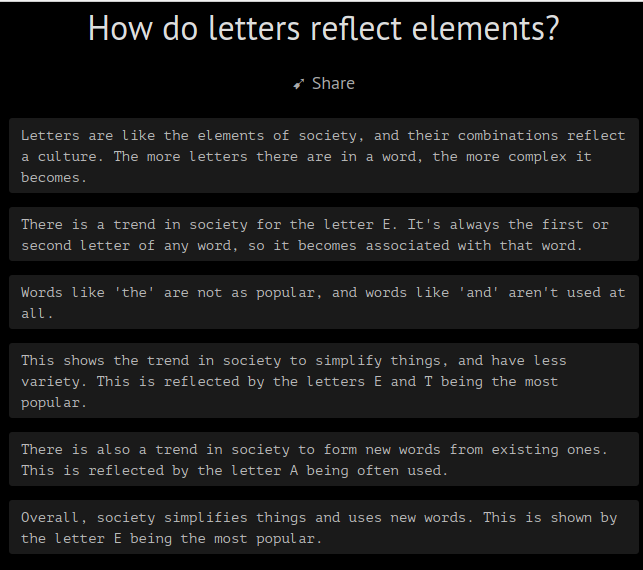 How do letters reflect elements?
Share
Letters are like the elements of society, and their combinations reflect
a culture. The more letters there are in a word, the more complex it
becomes.
There is a trend in society for the letter E. It's always the first or
second letter of any word, so it becomes associated with that word.
Words like 'the' are not as popular, and words like 'and' aren't used at
all.
This shows the trend in society to simplify things, and have less
variety. This is reflected by the letters E and T being the most
popular.
There is also a trend in society to form new words from existing ones.
This is reflected by the letter A being often used.
Overall, society simplifies things and uses new words. This is shown by
the letter E being the most popular.